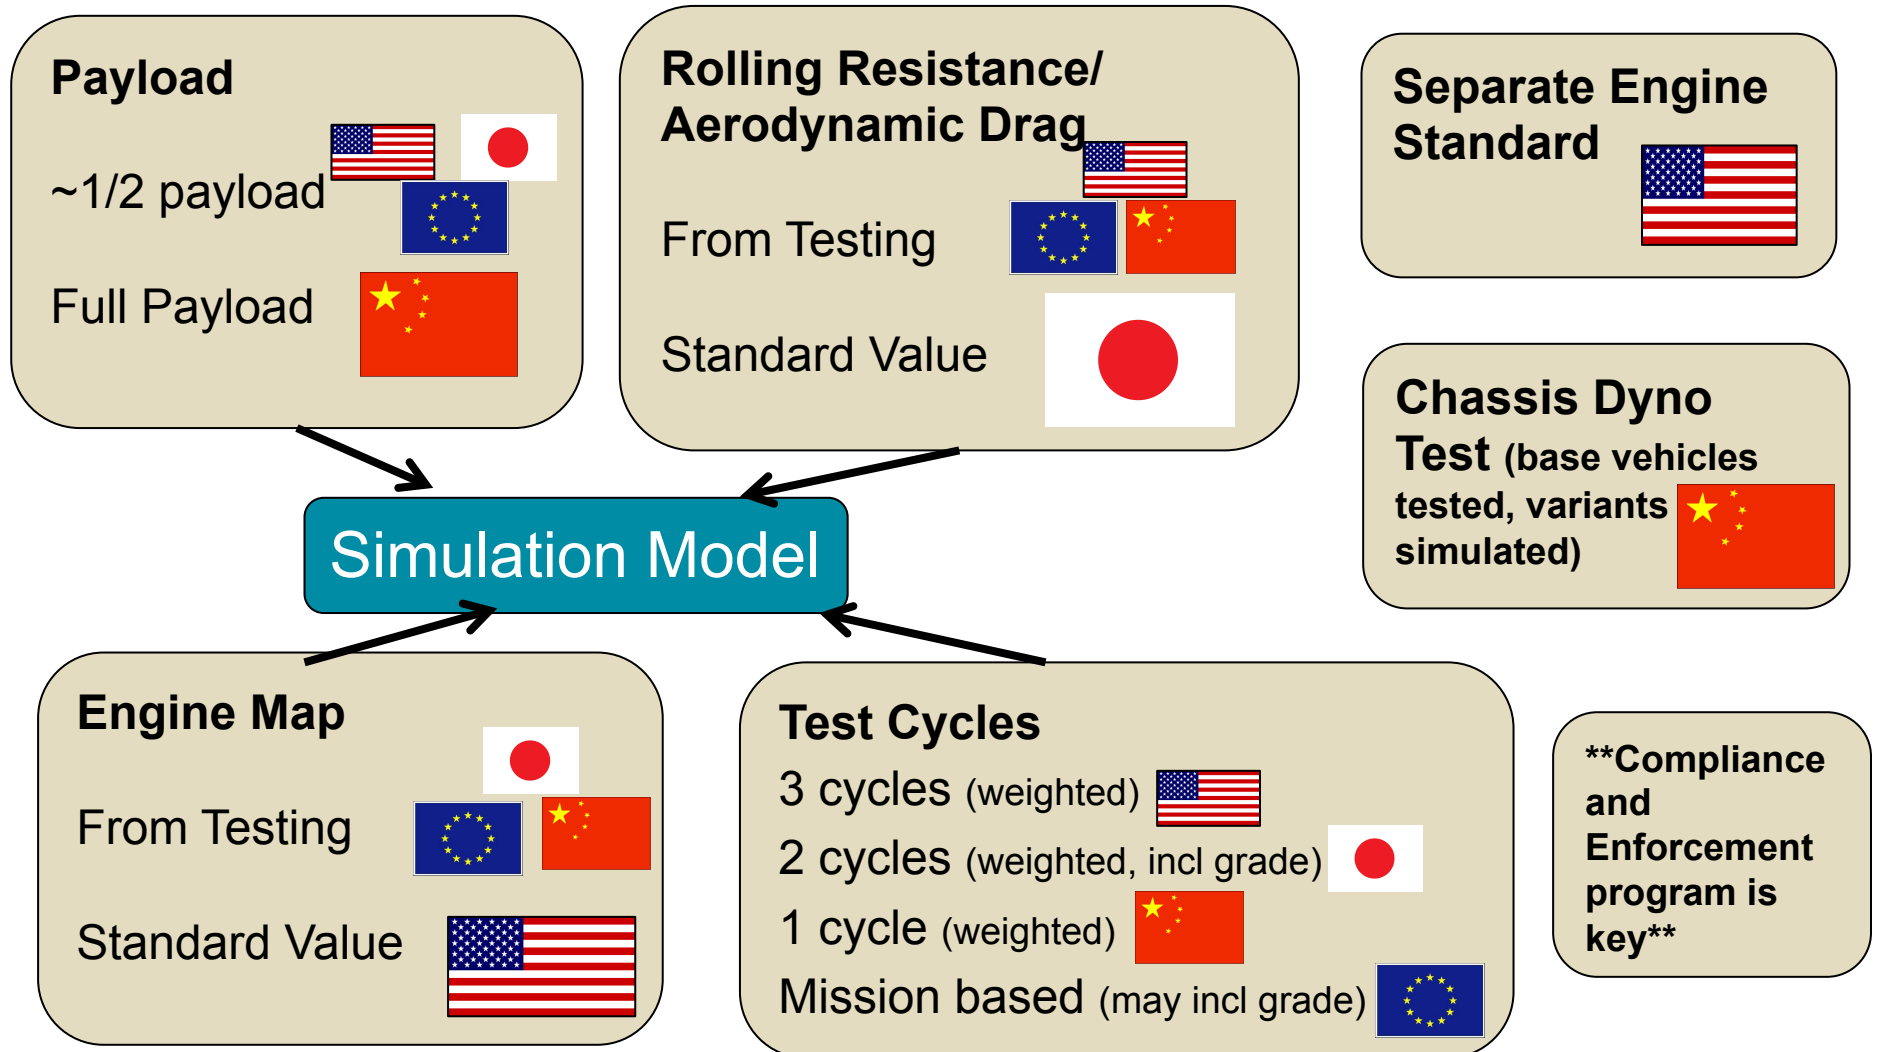 Payload
~1/2 payload
Full Payload
Rolling Resistance/
Aerodynamic Drag
From Testing
Standard Value
Separate Engine
Standard
Chassis Dyno
Test (base vehicles
tested, variants
simulated)
Simulation Model
Engine Map
From Testing
Standard Value
Test Cycles
3 cycles (weighted)
2 cycles (weighted, incl grade)
1 cycle (weighted)
Mission based (may incl grade)
**Compliance
and
Enforcement
program is
key**